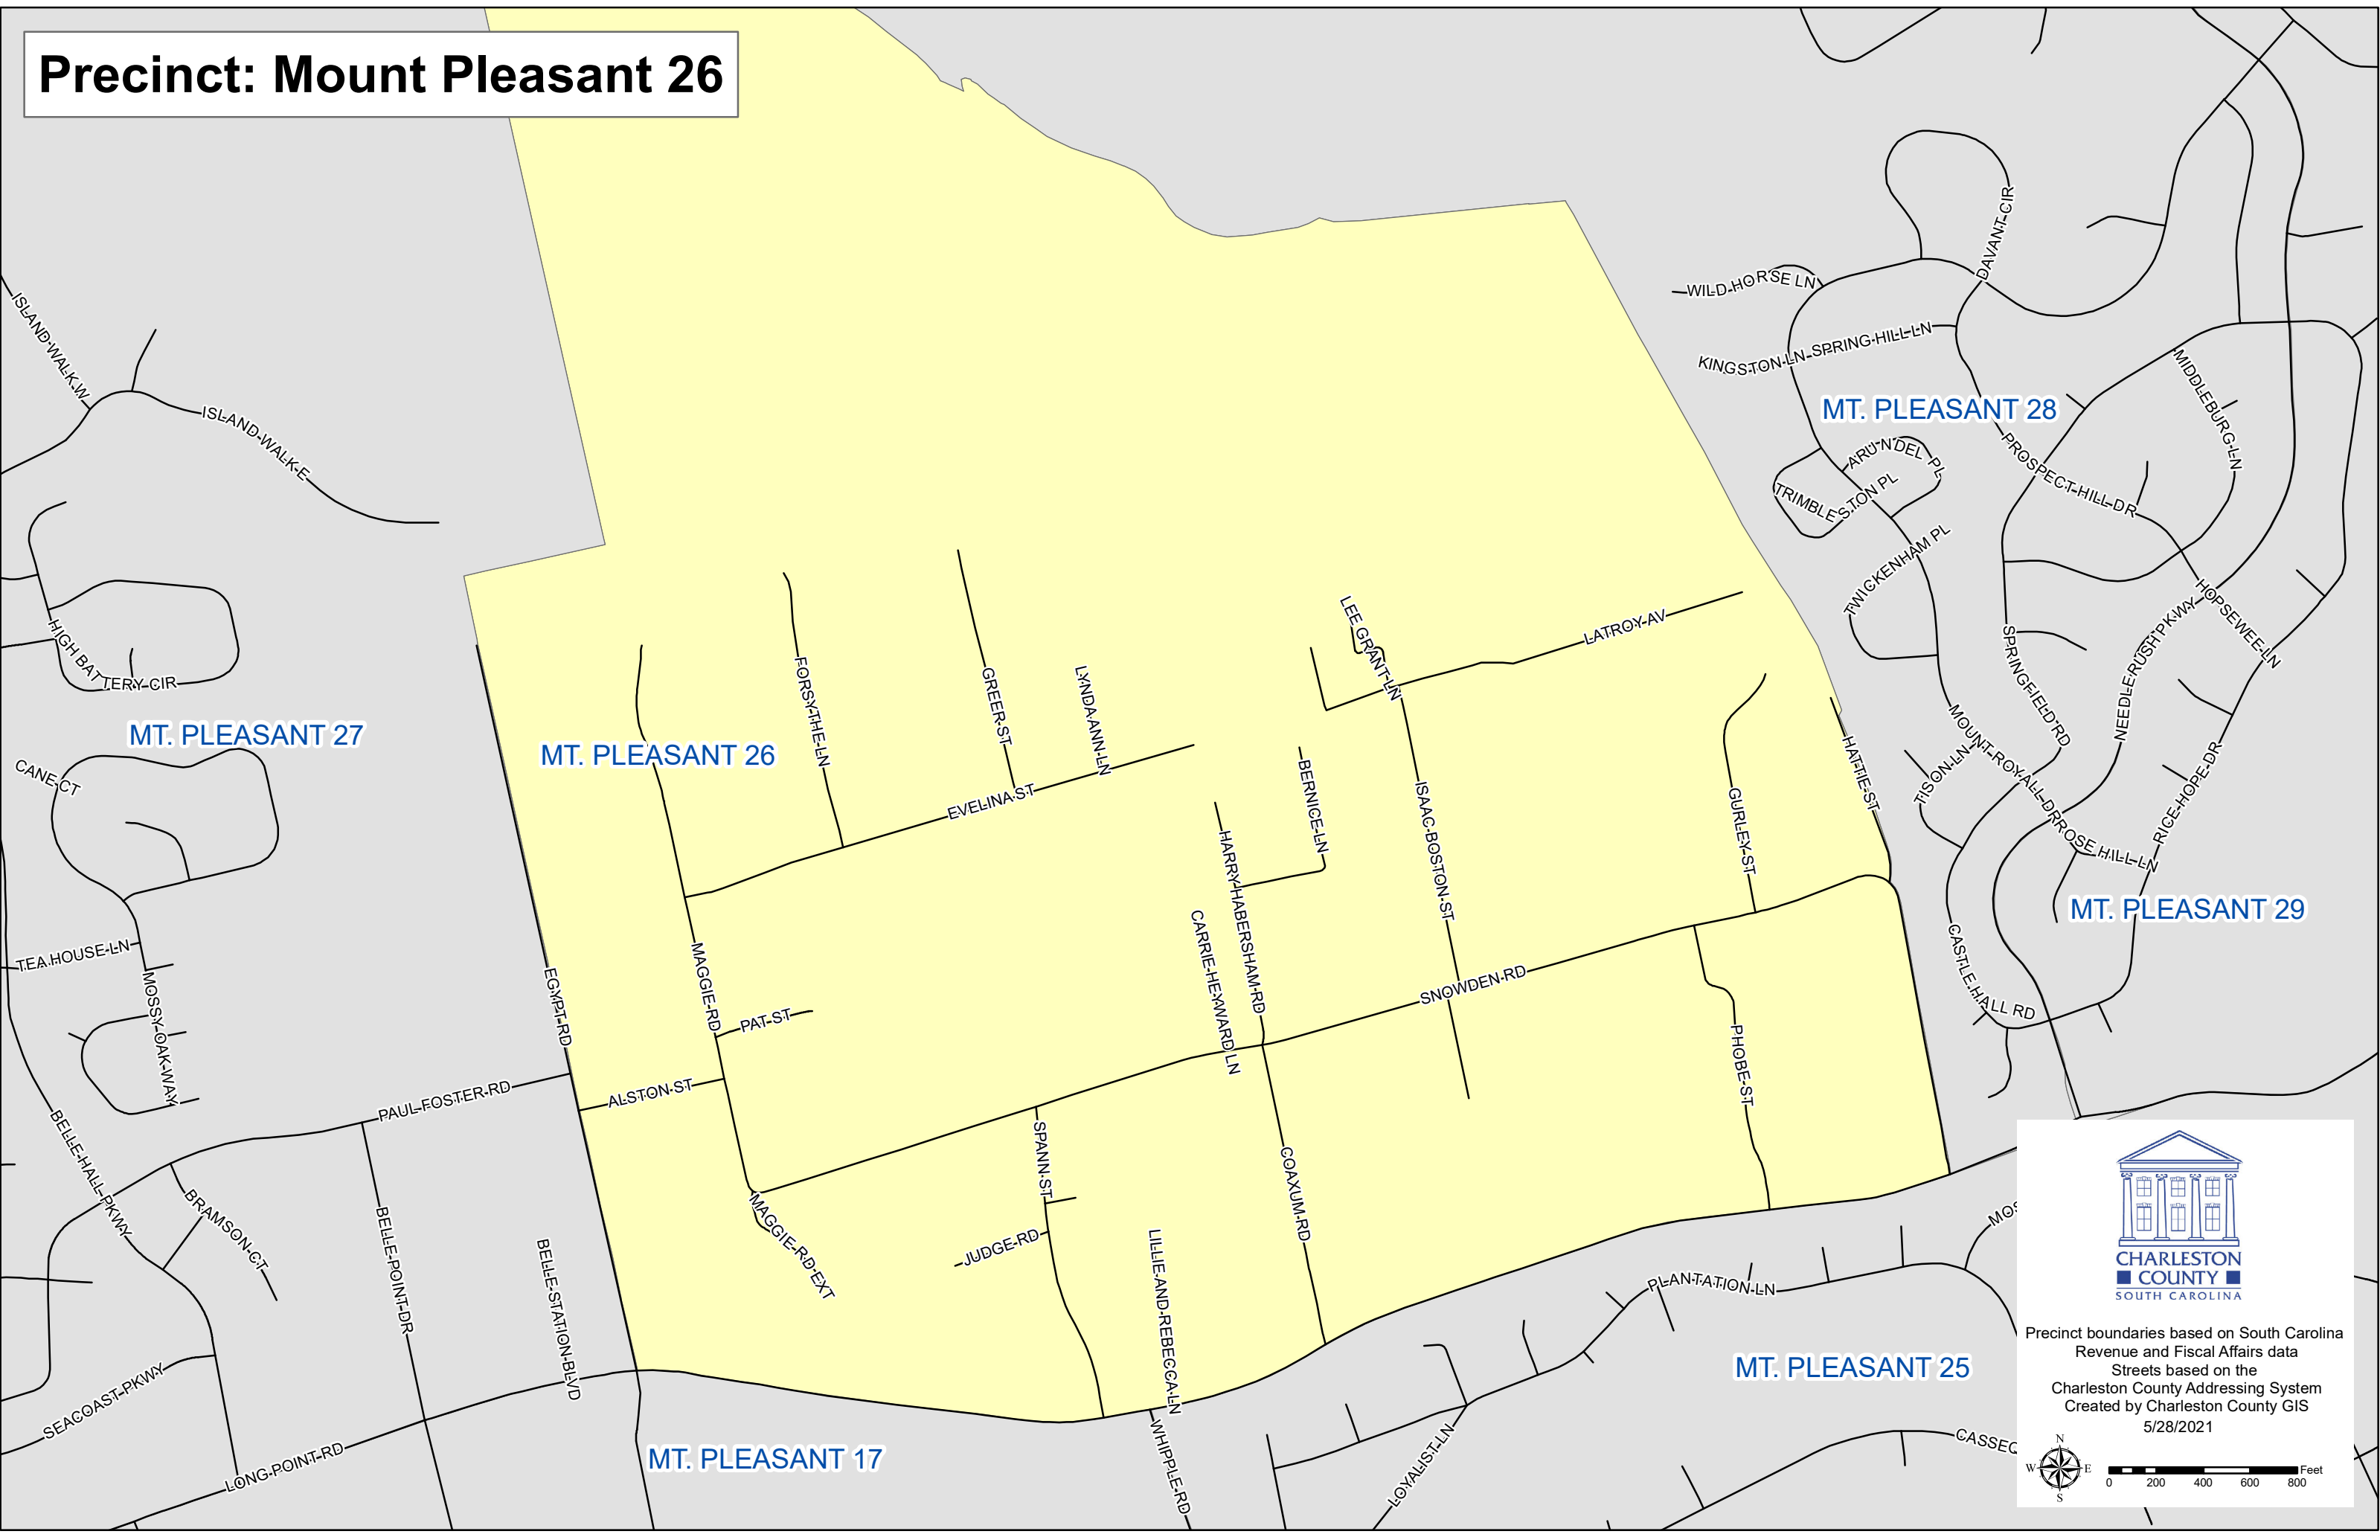 Precinct: Mount Pleasant 26
DAVANT CIR
WILD HORSE LN
ISLAND WALK W
KINGSTON LN
SPRING HILL LN
MIDDLEBURG LN
MT. PLEASANT 28
ISLAND WALK E
ARUNDEL PL
PROSPECT HILL DR
TRIMBLESTON PL
TWICKENHAM PL
HOPSEWEE LN
LEE GRANT LN
LATROY AV
NEEDLERUSH PKWY
SPRINGFIELD RD
HIGH BATTERY CIR
FORSYTHE LN
GREER ST
LYNDA ANN LN
MT. PLEASANT 27
MT. PLEASANT 26
HATTIE ST
MOUNT ROYALL DR
TISON LN
RICE HOPE DR
CANE CT
EVELINA ST
BERNICE LN
ISAAC BOSTON ST
GURLEY ST
ROSE HILL LN
HARRY HABERSHAM RD
MT. PLEASANT 29
CARRIE HEYWARD LN
TEA HOUSE LN
MOSSY OAK WAY
EGYPT RD
MAGGIE RD
SNOWDEN RD
CASTLE HALL RD
PAT ST
PHOEBE ST
ALSTON ST
PAUL FOSTER RD
BELLE HALL PKWY
SPANN ST
COAXUM RD
BRAMSON CT
BELLE POINT DR
MAGGIE RD EXT
JUDGE RD
LILLIE AND REBECCA LN
BELLE STATION BLVD
PLANTATION LN
MOS
SEACOAST PKWY
MT. PLEASANT 25
LONG POINT RD
MT. PLEASANT 17
WHIPPLE RD
LOYALIST LN
CASSEQ
CHARLESTON
COUNTY
SOUTH CAROLINA
Precinct boundaries based on South Carolina
Revenue and Fiscal Affairs data
Streets based on the
Charleston County Addressing System
Created by Charleston County GIS
5/28/2021
N
W E
S
Feet
0 200 400 600 800